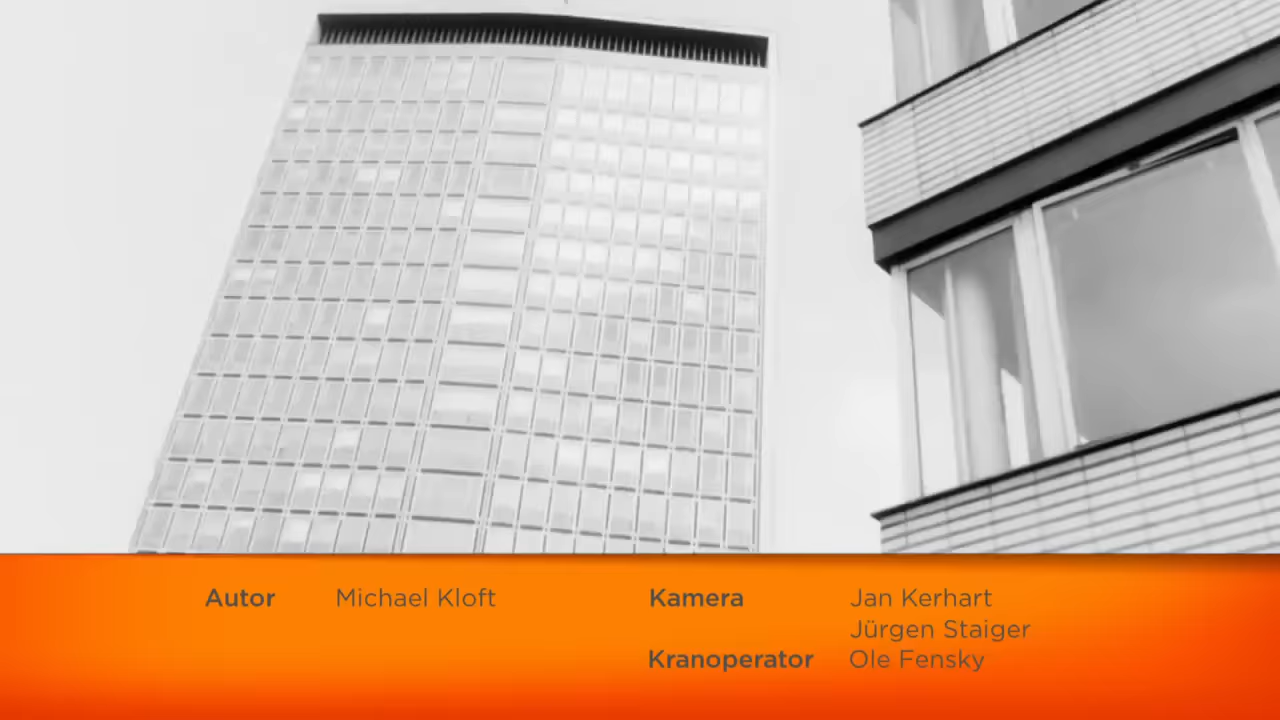 Autor Michael Kloft
Kamera Jan Kerhart
Jürgen Staiger
Kranoperator Ole Fensky